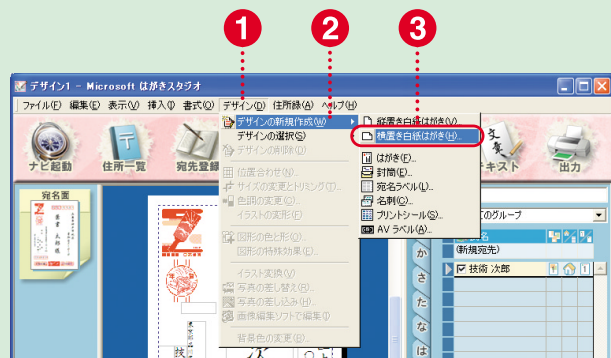 1 2 3
デザイン1 - Microsoft はがきスタジオ
ファイル(F) 編集(E) 表示(V) 挿入(I) 書式(O) デザイン(D) 住所録(A) ヘルプ(H)
ナビ起動 住所一覧 宛先登録 テキスト 出力
デザインの新規作成(W)
デザインの選択(S)
デザインの削除(D)
位置合わせ(N)...
サイズの変更とトリミング(T)...
色調の変更(C)...
イラストの変形(F)
図形の色と形(O)...
図形の特殊効果(E)...
イラスト変換(V)
写真の差し替え(R)...
写真の差し込み(H)...
画像編集ソフトで編集(I)
背景色の変更(B)...
縦置き白紙はがき(V)...
横置き白紙はがき(H)...
はがき(F)...
封筒(E)...
宛名ラベル(L)...
名刺(C)...
プリントシール(S)...
AV ラベル(A)...
宛名面
のグループ
名
(新規宛先)
技術 次郎
か
さ
た
な
は